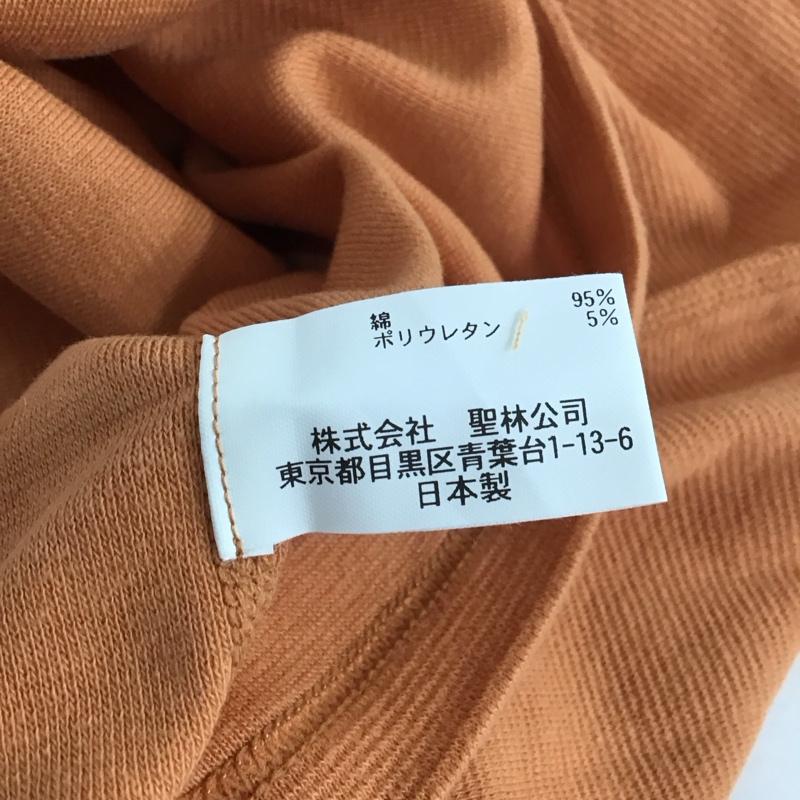 綿 95%
ポリウレタン 5%
株式会社 聖林公司
東京都目黒区青葉台1-13-6
日本製